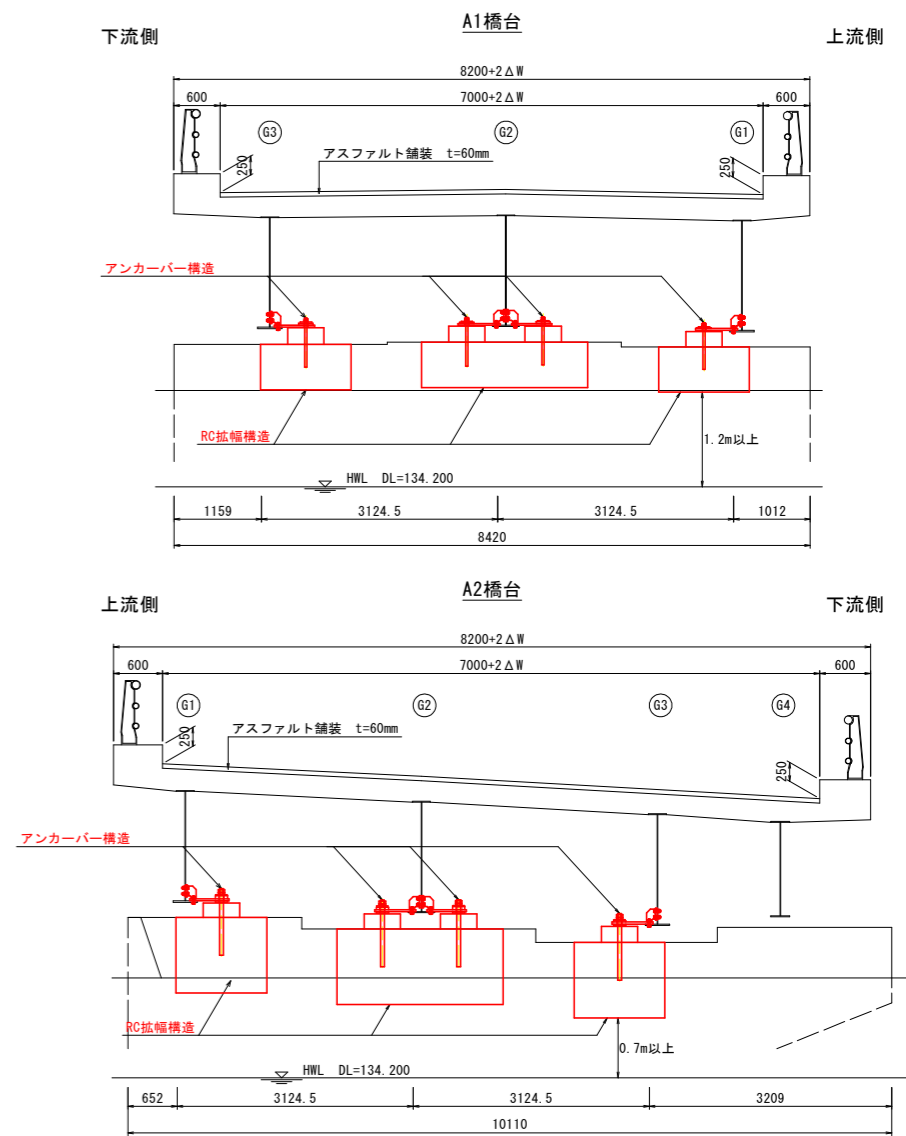 A1橋台
下流側
上流側
8200+2ΔW
600
7000+2ΔW
600
G3
G2
G1
アスファルト舗装 t=60mm
250
250
アンカーバー構造
RC拡幅構造
1.2m以上
HWL DL=134.200
1159
3124.5
3124.5
1012
8420
A2橋台
上流側
下流側
8200+2ΔW
600
7000+2ΔW
600
G1
G2
G3
G4
アスファルト舗装 t=60mm
250
250
アンカーバー構造
RC拡幅構造
0.7m以上
HWL DL=134.200
652
3124.5
3124.5
3209
10110